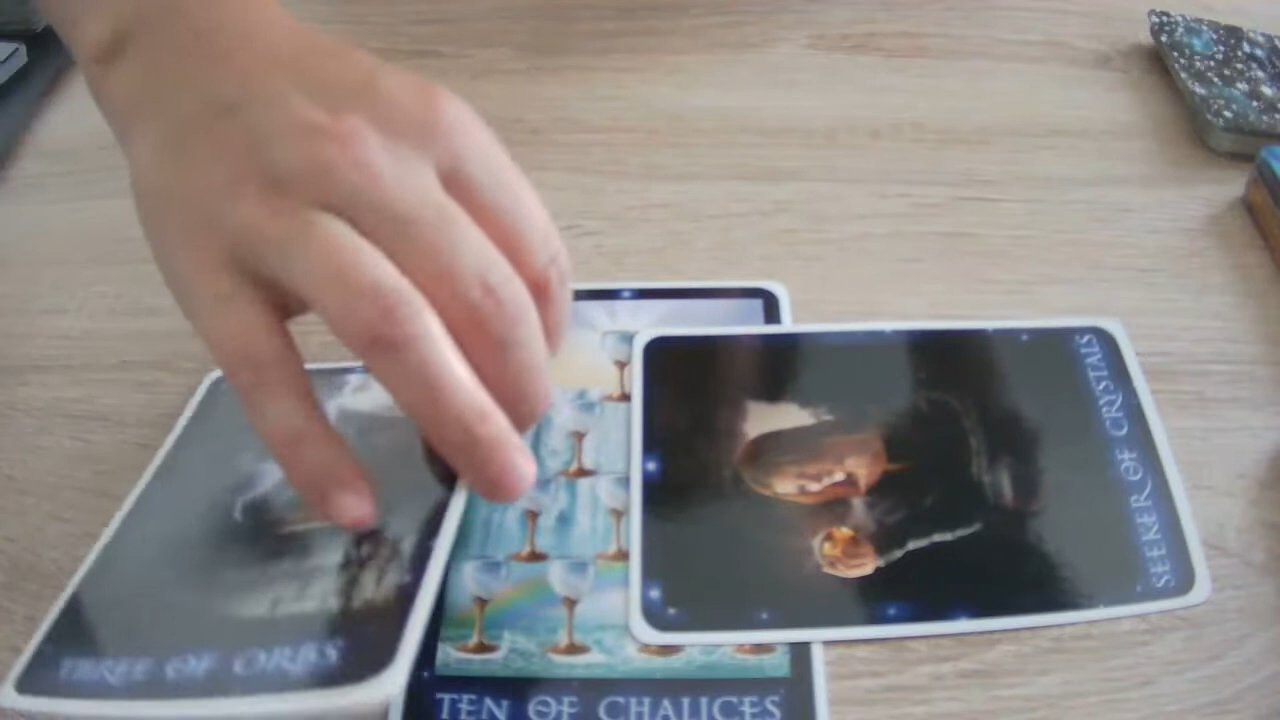 THREE OF ORBS
TEN OF CHALICES
SEEKER OF CRYSTALS